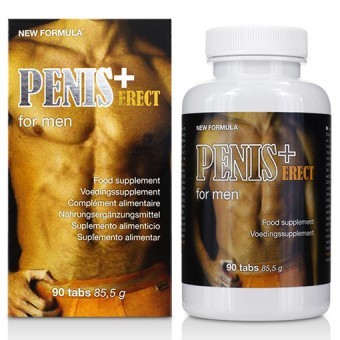 NEW FORMULA
PENIS+
ERECT
for men
Food supplement
Voedingssupplement
Complément alimentaire
Nahrungsergänzungsmittel
Suplemento alimenticio
Suplemento alimentar
90 tabs 85,5 g
NEW FORMULA
PENIS+
ERECT
for men
Food supplement
Voedingssupplement
90 tabs 85,5 g